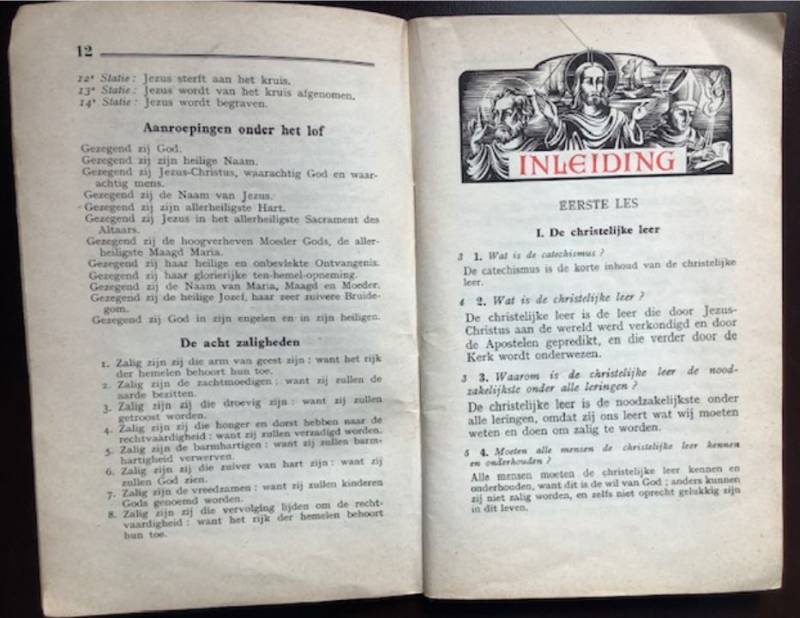 12
12e Statie: Jezus sterft aan het kruis.
13e Statie: Jezus wordt van het kruis afgenomen.
14e Statie: Jezus wordt begraven.
Aanroepingen onder het lof
Gezegend zij God.
Gezegend zij zijn heilige Naam.
Gezegend zij Jezus-Christus, waarachtig God en waar-
achtig mens.
Gezegend zij de Naam van Jezus.
Gezegend zij zijn allerheiligste Hart.
Gezegend zij Jezus in het allerheiligste Sacrament des
Altaars.
Gezegend zij de hoogverheven Moeder Gods, de aller-
heiligste Maagd Maria.
Gezegend zij haar heilige en onbevlekte Ontvangenis.
Gezegend zij haar glorierijke ten-hemel-opneming.
Gezegend zij de Naam van Maria, Maagd en Moeder.
Gezegend zij de heilige Jozef, haar zeer zuivere Bruide-
gom.
Gezegend zij God in zijn engelen en in zijn heiligen.
De acht zaligheden
1. Zalig zijn zij die arm van geest zijn: want het rijk
der hemelen behoort hun toe.
2. Zalig zijn de zachtmoedigen: want zij zullen de
aarde bezitten.
3. Zalig zijn zij die droevig zijn: want zij zullen
getroost worden.
4. Zalig zijn zij die honger en dorst hebben naar de
rechtvaardigheid: want zij zullen verzadigd worden.
5. Zalig zijn de barmhartigen: want zij zullen barm-
hartigheid verwerven.
6. Zalig zijn zij die zuiver van hart zijn: want zij
zullen God zien.
7. Zalig zijn de vreedzamen: want zij zullen kinderen
Gods genoemd worden.
8. Zalig zijn zij die vervolging lijden om de recht-
vaardigheid: want het rijk der hemelen behoort
hun toe.
INLEIDING
EERSTE LES
I. De christelijke leer
3 1. Wat is de catechismus?
De catechismus is de korte inhoud van de christelijke
leer.
4 2. Wat is de christelijke leer?
De christelijke leer is de leer die door Jezus-
Christus aan de wereld werd verkondigd en door
de Apostelen gepredikt, en die verder door de
Kerk wordt onderwezen.
3 3. Waarom is de christelijke leer de nood-
zakelijkste onder alle leringen?
De christelijke leer is de noodzakelijkste onder
alle leringen, omdat zij ons leert wat wij moeten
weten en doen om zalig te worden.
5 4. Moeten alle mensen de christelijke leer kennen
en onderhouden?
Alle mensen moeten de christelijke leer kennen en
onderhouden, want dit is de wil van God; anders kunnen
zij niet zalig worden, en zelfs niet oprecht gelukkig zijn
in dit leven.